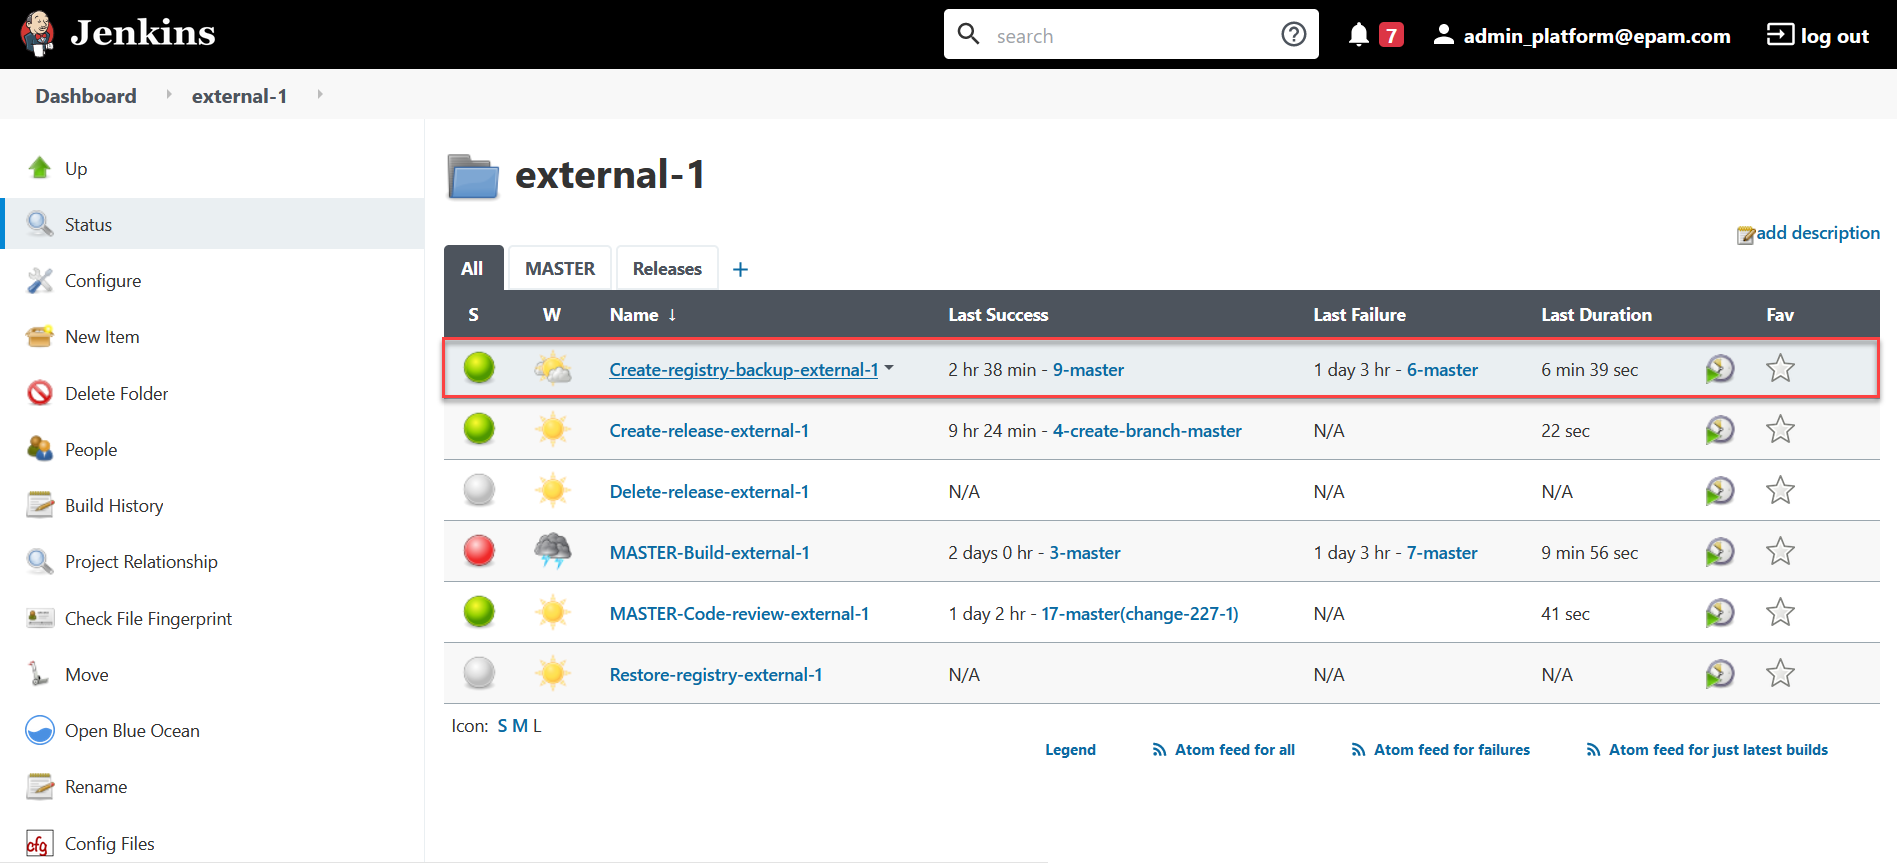 Jenkins
search
7
admin_platform@epam.com
log out
Dashboard
external-1
Up
Status
Configure
New Item
Delete Folder
People
Build History
Project Relationship
Check File Fingerprint
Move
Open Blue Ocean
Rename
cfg
Config Files
external-1
add description
All
MASTER
Releases
+
S W Name ↓ Last Success Last Failure Last Duration Fav
Create-registry-backup-external-1 2 hr 38 min - 9-master 1 day 3 hr - 6-master 6 min 39 sec
Create-release-external-1 9 hr 24 min - 4-create-branch-master N/A 22 sec
Delete-release-external-1 N/A N/A N/A
MASTER-Build-external-1 2 days 0 hr - 3-master 1 day 3 hr - 7-master 9 min 56 sec
MASTER-Code-review-external-1 1 day 2 hr - 17-master(change-227-1) N/A 41 sec
Restore-registry-external-1 N/A N/A N/A
Icon: S M L
Legend Atom feed for all Atom feed for failures Atom feed for just latest builds